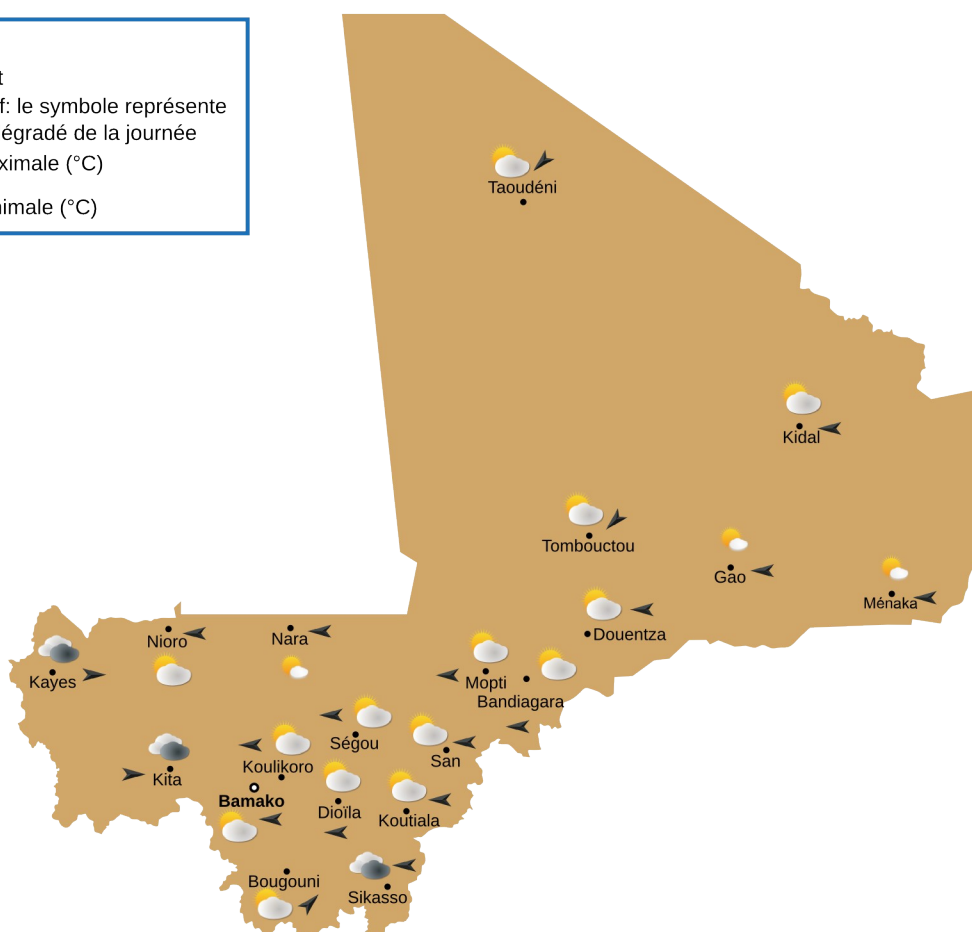 t
f: le symbole représente
égradé de la journée
ximale (°C)
imale (°C)
Taoudéni
Kidal
Tombouctou
Gao
Ménaka
Douentza
Nioro
Nara
Kayes
Mopti
Bandiagara
Ségou
San
Koulikoro
Kita
Bamako
Dioïla
Koutiala
Bougouni
Sikasso